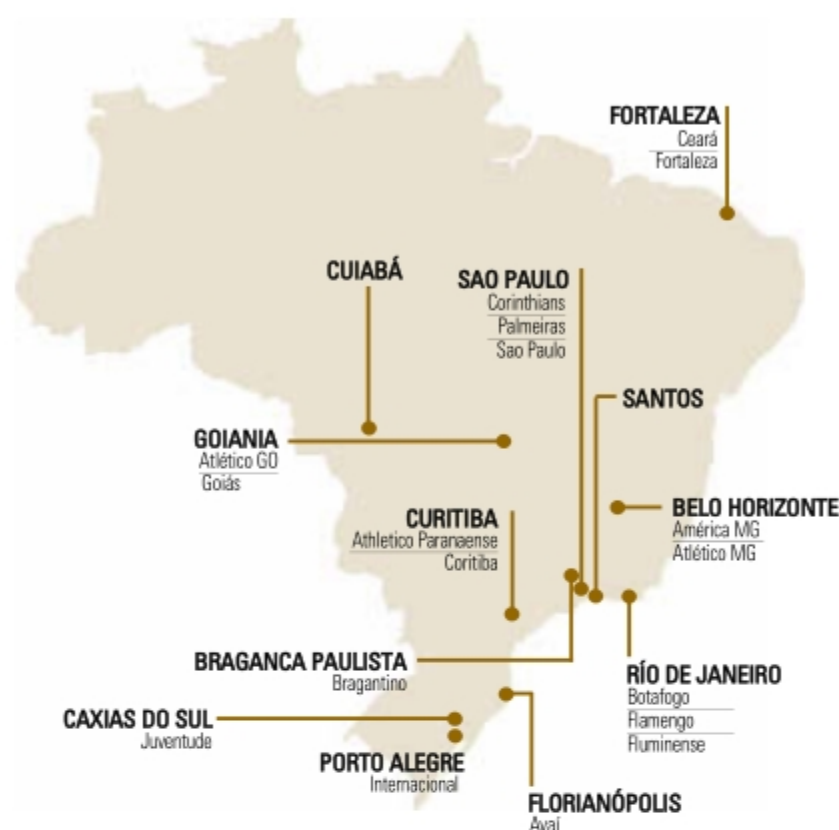 FORTALEZA
Ceará
Fortaleza
CUIABÁ
SAO PAULO
Corinthians
Palmeiras
Sao Paulo
SANTOS
GOIANIA
Atlético GO
Goiás
BELO HORIZONTE
América MG
Atlético MG
CURITIBA
Athletico Paranaense
Coritiba
BRAGANCA PAULISTA
Bragantino
RÍO DE JANEIRO
Botafogo
Flamengo
Fluminense
CAXIAS DO SUL
Juventude
PORTO ALEGRE
Internacional
FLORIANÓPOLIS
Avaí